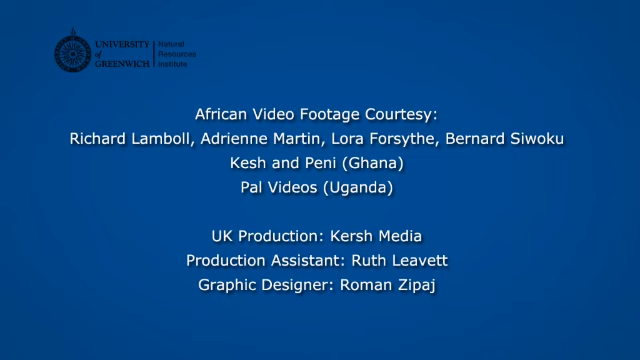 UNIVERSITY
of
GREENWICH
Natural
Resources
Institute
African Video Footage Courtesy:
Richard Lamboll, Adrienne Martin, Lora Forsythe, Bernard Siwoku
Kesh and Peni (Ghana)
Pal Videos (Uganda)
UK Production: Kersh Media
Production Assistant: Ruth Leavett
Graphic Designer: Roman Zipaj